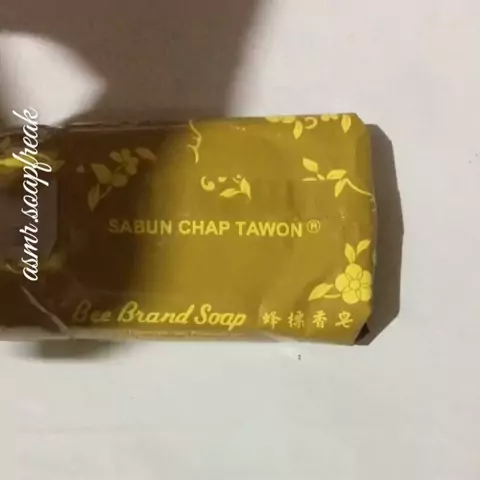 asmr.soapfreak
SABUN CHAP TAWON®
Bee Brand Soap 蜂標香皂